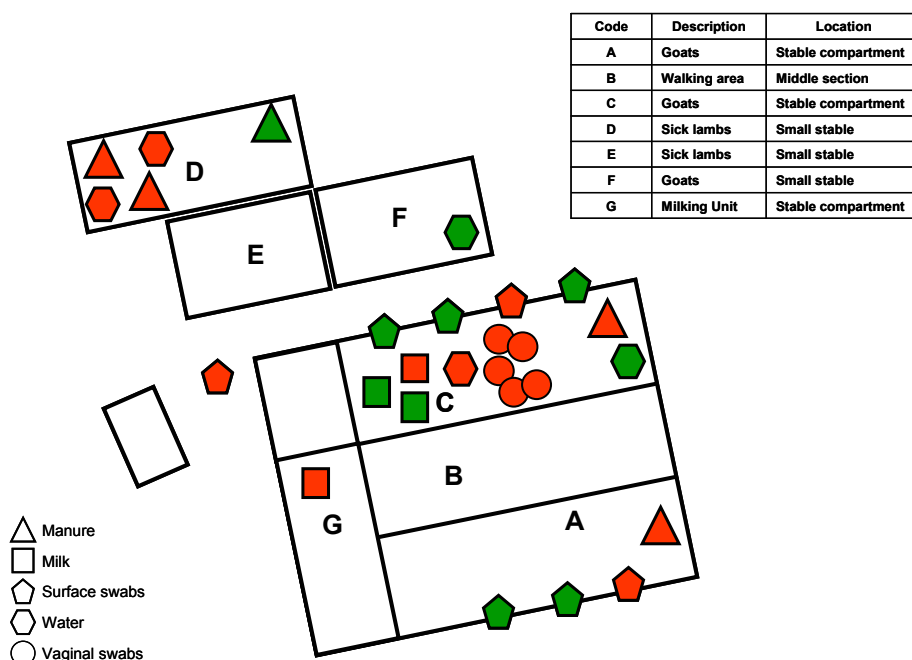 Code Description Location
A Goats Stable compartment
B Walking area Middle section
C Goats Stable compartment
D Sick lambs Small stable
E Sick lambs Small stable
F Goats Small stable
G Milking Unit Stable compartment
D
F
E
C
B
A
G
Manure
Milk
Surface swabs
Water
Vaginal swabs